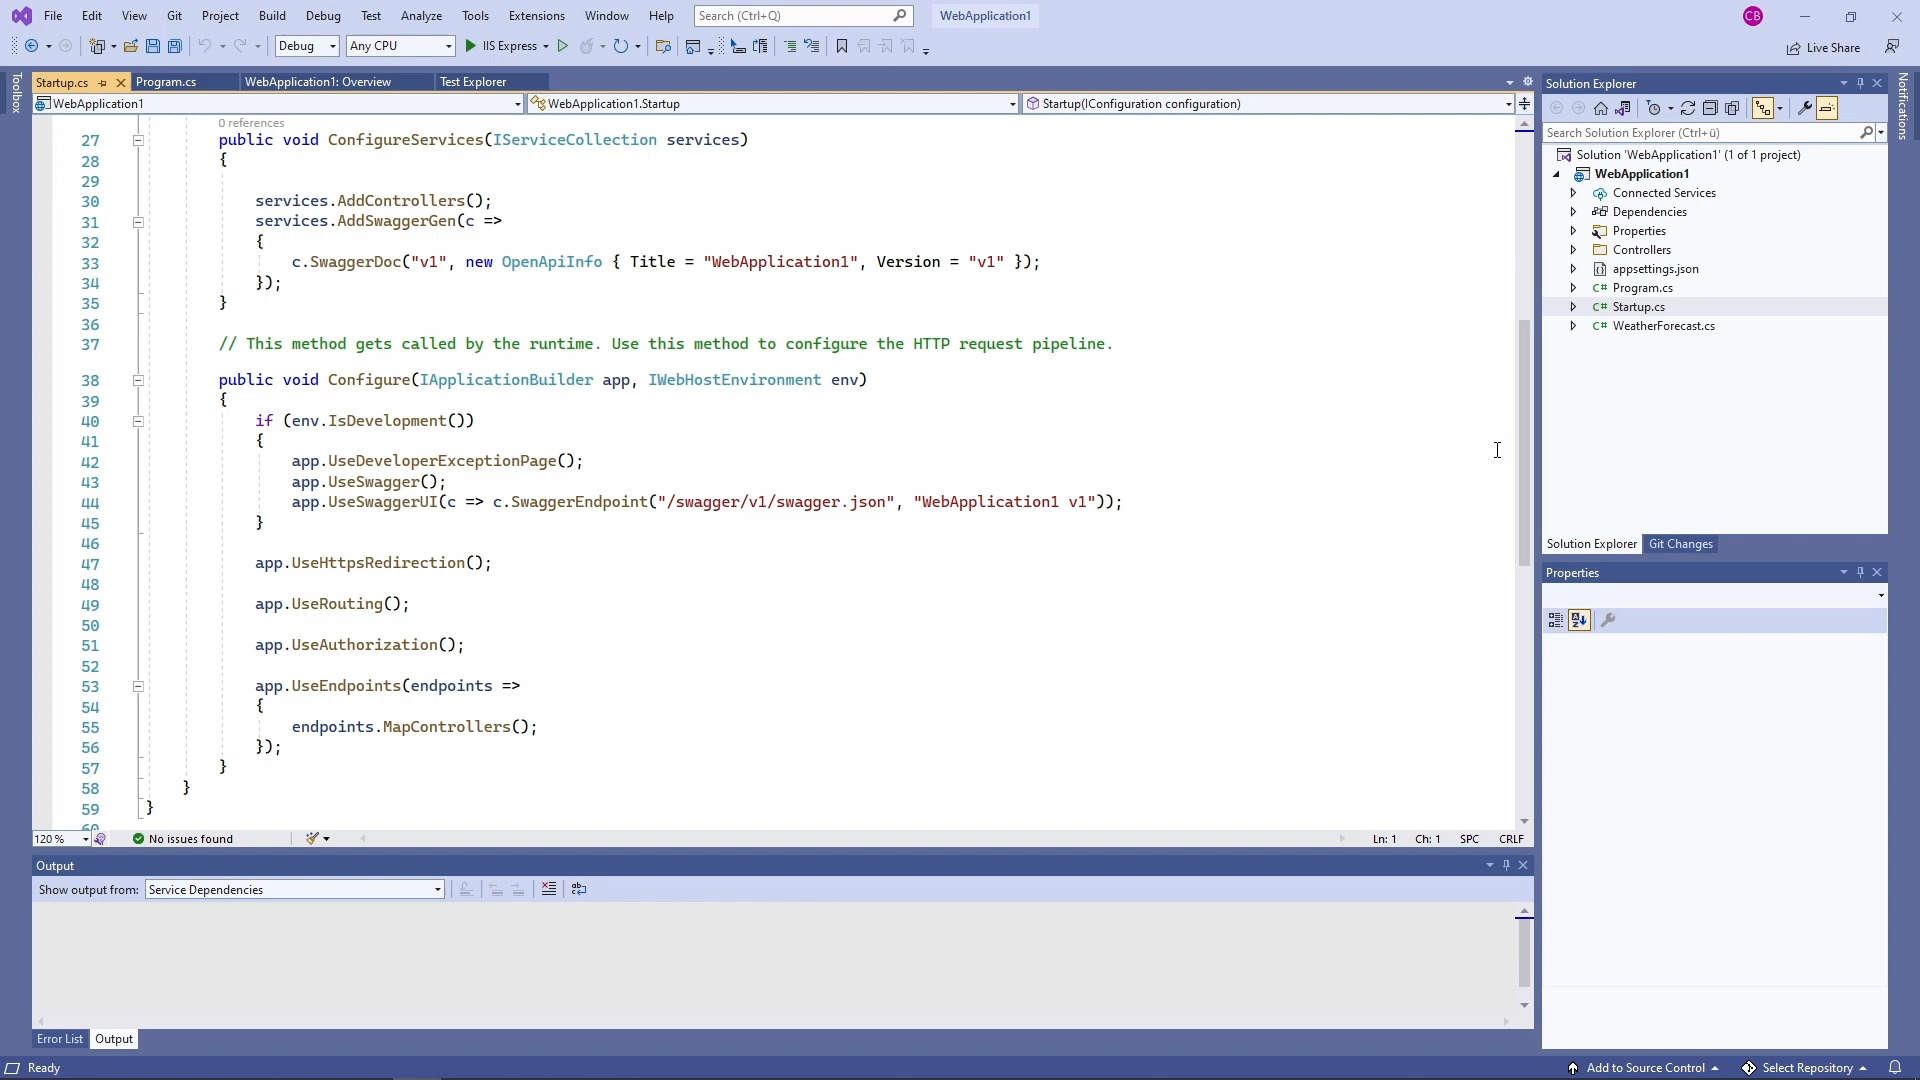 File Edit View Git Project Build Debug Test Analyze Tools Extensions Window Help Search (Ctrl+Q) WebApplication1 CB
Debug Any CPU IIS Express Live Share
Toolbox
Startup.cs Program.cs WebApplication1: Overview Test Explorer
WebApplication1 WebApplication1.Startup Startup(IConfiguration configuration)
0 references
27 public void ConfigureServices(IServiceCollection services)
28 {
29
30 services.AddControllers();
31 services.AddSwaggerGen(c =>
32 {
33 c.SwaggerDoc("v1", new OpenApiInfo { Title = "WebApplication1", Version = "v1" });
34 });
35 }
36
37 // This method gets called by the runtime. Use this method to configure the HTTP request pipeline.
38 public void Configure(IApplicationBuilder app, IWebHostEnvironment env)
39 {
40 if (env.IsDevelopment())
41 {
42 app.UseDeveloperExceptionPage();
43 app.UseSwagger();
44 app.UseSwaggerUI(c => c.SwaggerEndpoint("/swagger/v1/swagger.json", "WebApplication1 v1"));
45 }
46
47 app.UseHttpsRedirection();
48
49 app.UseRouting();
50
51 app.UseAuthorization();
52
53 app.UseEndpoints(endpoints =>
54 {
55 endpoints.MapControllers();
56 });
57 }
58 }
59 }
60
120 % No issues found Ln: 1 Ch: 1 SPC CRLF
Output
Show output from: Service Dependencies
Error List Output
Solution Explorer
Search Solution Explorer (Ctrl+ü)
Solution 'WebApplication1' (1 of 1 project)
WebApplication1
Connected Services
Dependencies
Properties
Controllers
appsettings.json
C# Program.cs
C# Startup.cs
C# WeatherForecast.cs
Solution Explorer Git Changes
Properties
Notifications
Ready Add to Source Control Select Repository